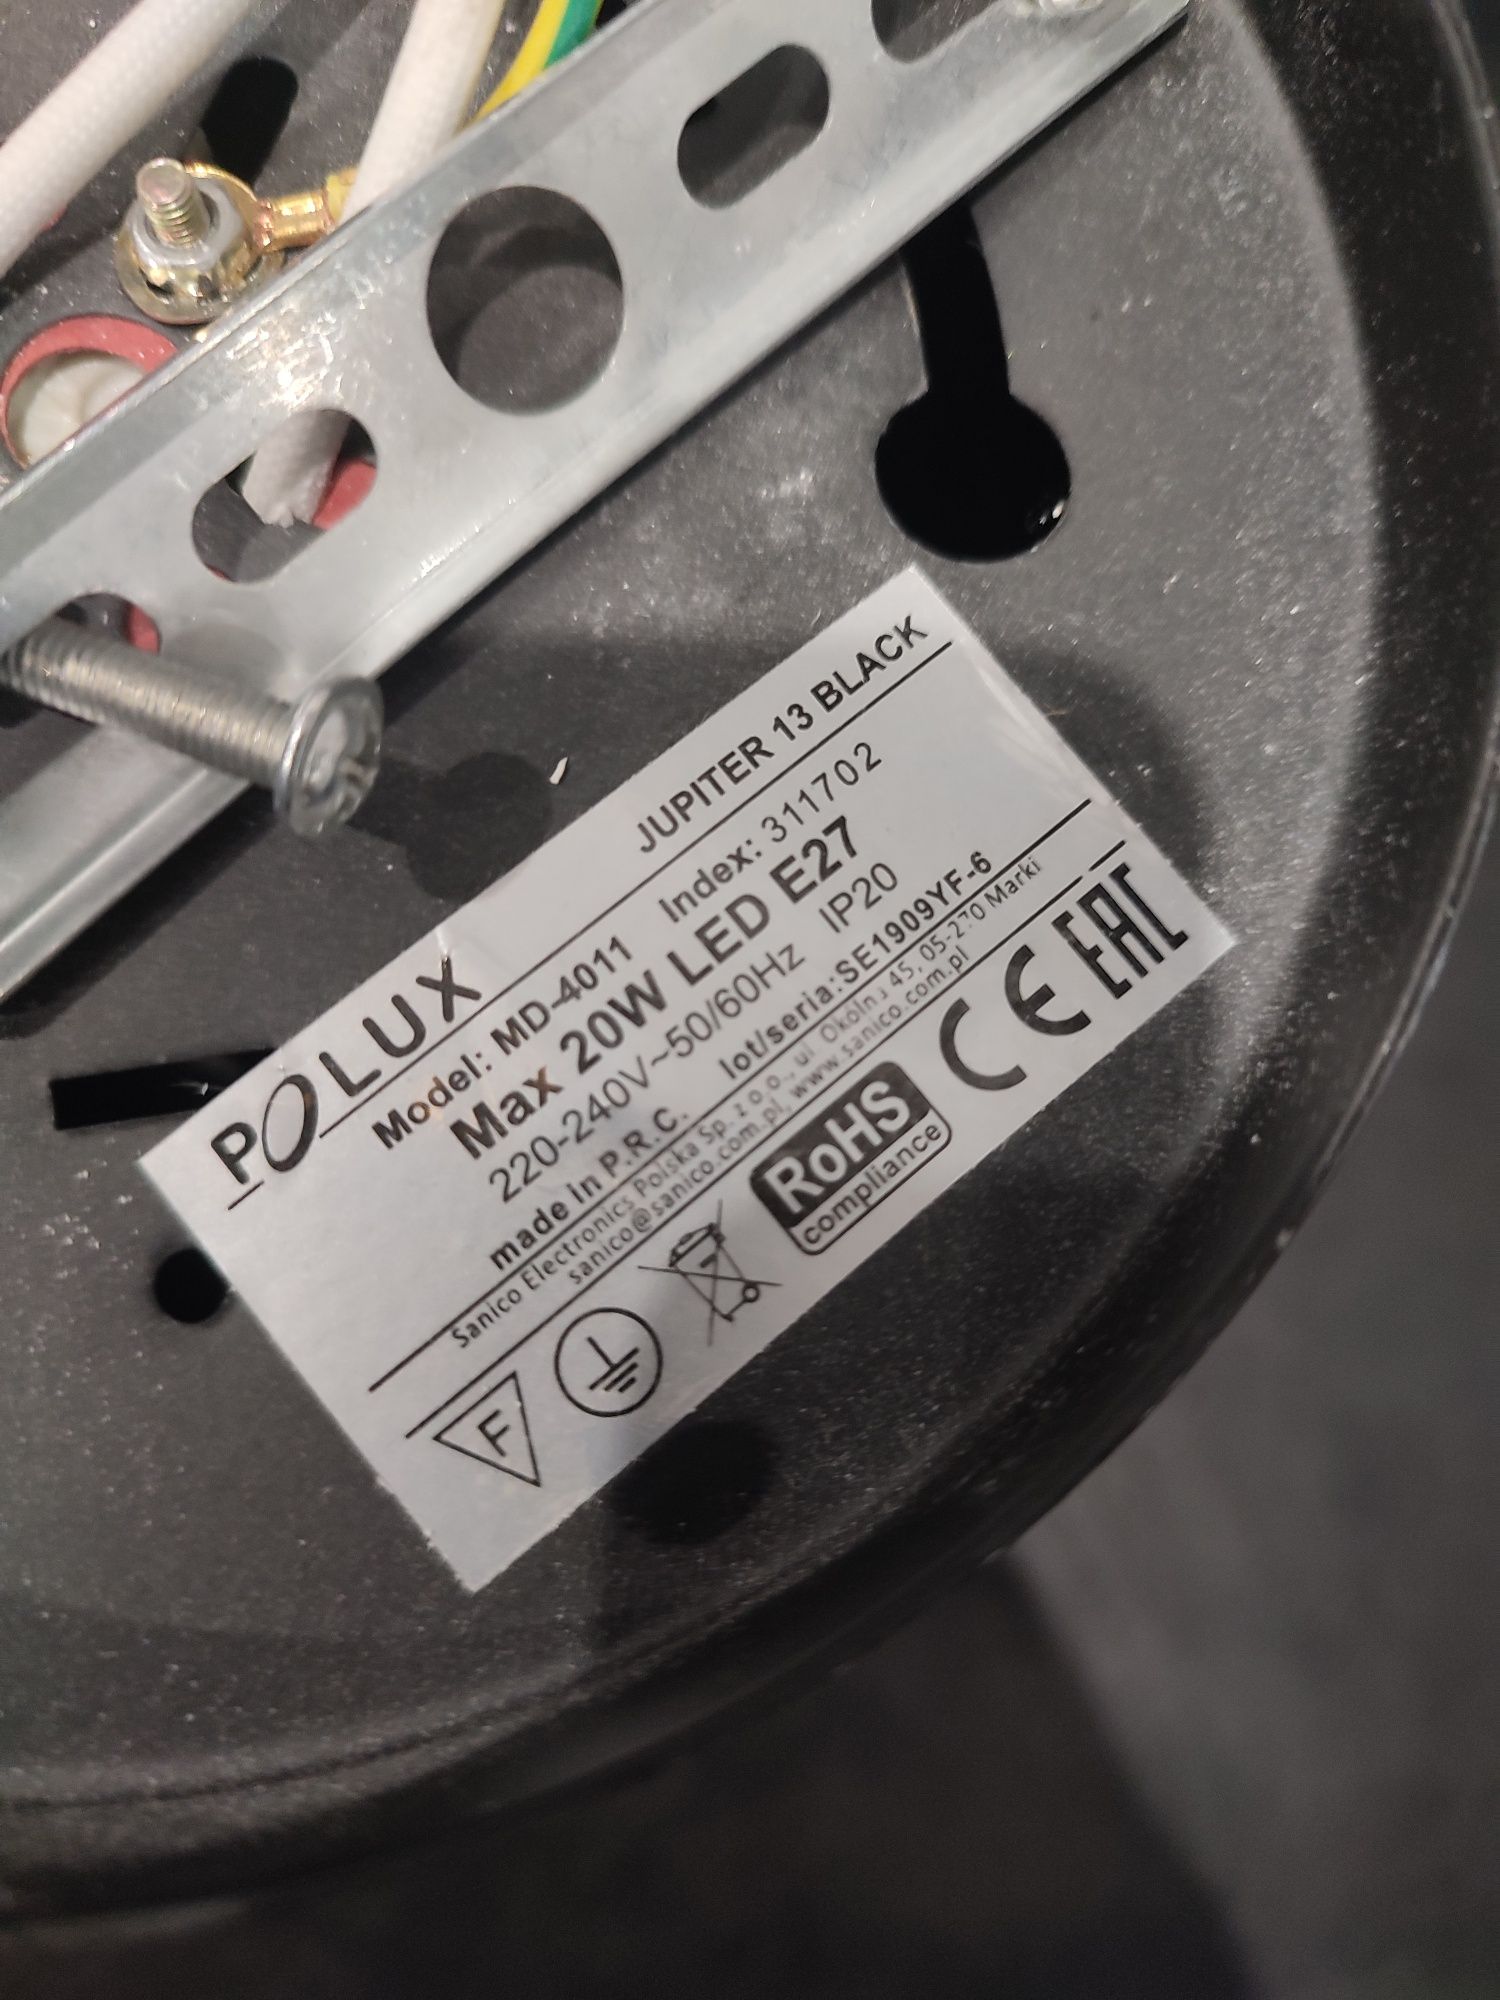 POLUX JUPITER 13 BLACK
Model: MD-4011 Index: 311702
Max 20W LED E27
220-240V~50/60Hz IP20
made in P.R.C. lot/seria:SE1909YF-6
Sanico Electronics Polska Sp. z o.o., ul. Okólna 45, 05-270 Marki
sanico@sanico.com.pl, www.sanico.com.pl
F RoHS CE EAC
compliance